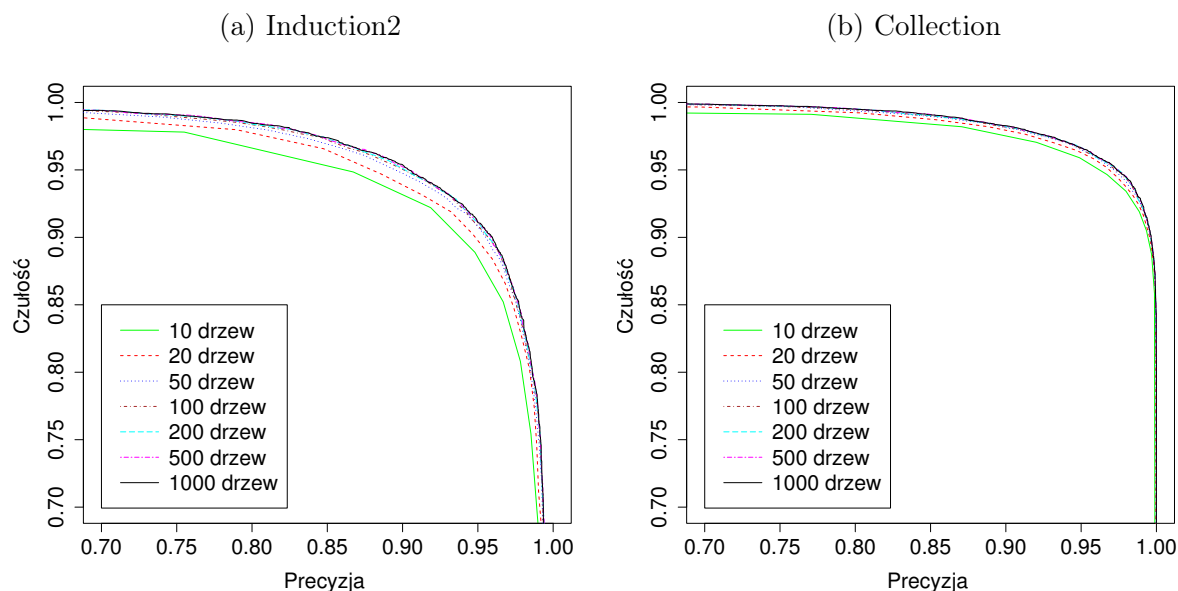 (a) Induction2
1.00
0.95
0.90
0.85
0.80
0.75
0.70
Czułość
10 drzew
20 drzew
50 drzew
100 drzew
200 drzew
500 drzew
1000 drzew
0.70 0.75 0.80 0.85 0.90 0.95 1.00
Precyzja
(b) Collection
1.00
0.95
0.90
0.85
0.80
0.75
0.70
Czułość
10 drzew
20 drzew
50 drzew
100 drzew
200 drzew
500 drzew
1000 drzew
0.70 0.75 0.80 0.85 0.90 0.95 1.00
Precyzja